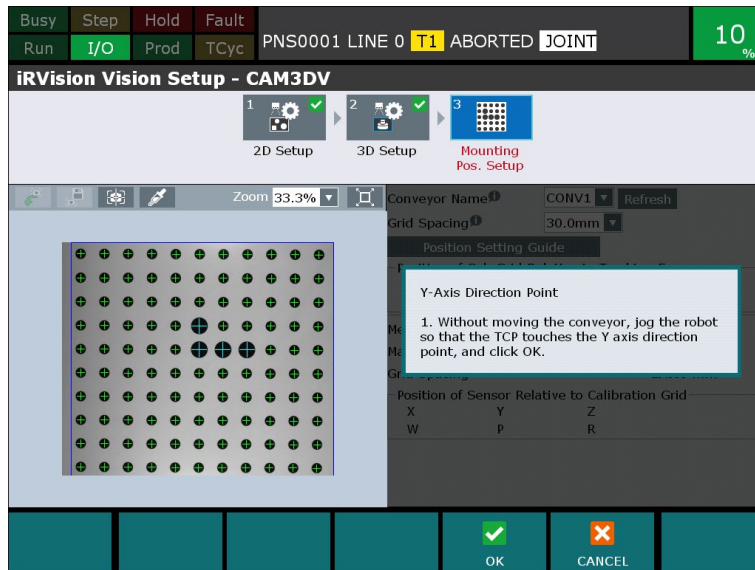 Busy Step Hold Fault
Run I/O Prod TCyc
PNS0001 LINE 0 T1 ABORTED JOINT
10
%
iRVision Vision Setup - CAM3DV
1 2 3
2D Setup 3D Setup Mounting
Pos. Setup
Zoom 33.3%
Conveyor Name CONV1 Refresh
Grid Spacing 30.0mm
Position Setting Guide
Y-Axis Direction Point
1. Without moving the conveyor, jog the robot
so that the TCP touches the Y axis direction
point, and click OK.
Position of Sensor Relative to Calibration Grid
X Y Z
W P R
OK CANCEL